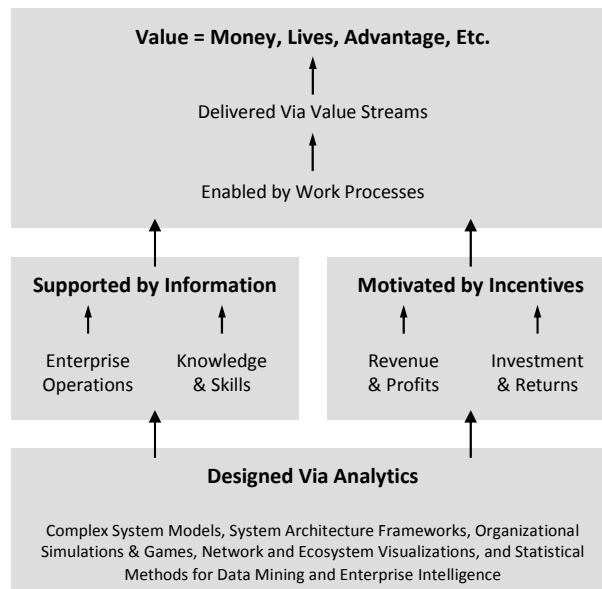 Value = Money, Lives, Advantage, Etc.
Delivered Via Value Streams
Enabled by Work Processes
Supported by Information
Enterprise
Operations
Knowledge
& Skills
Motivated by Incentives
Revenue
& Profits
Investment
& Returns
Designed Via Analytics
Complex System Models, System Architecture Frameworks, Organizational
Simulations & Games, Network and Ecosystem Visualizations, and Statistical
Methods for Data Mining and Enterprise Intelligence